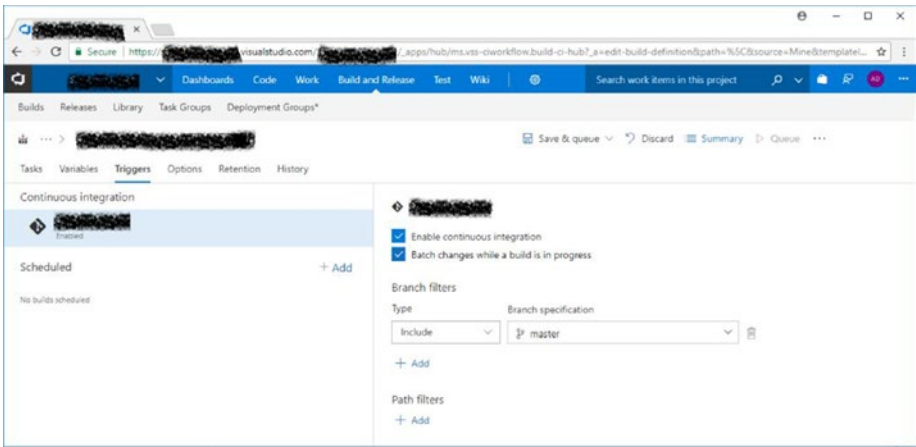 Secure | https:// visualstudio.com/ /_apps/hub/ms.vss-ciworkflow.build-ci-hub?_a=edit-build-definition&path=%5C&source=Mine&templateI...
Dashboards Code Work Build and Release Test Wiki Search work items in this project AD
Builds Releases Library Task Groups Deployment Groups*
... > Save & queue Discard Summary Queue ...
Tasks Variables Triggers Options Retention History
Continuous integration
Enabled
Enable continuous integration
Batch changes while a build is in progress
Scheduled + Add
Branch filters
No builds scheduled
Type Branch specification
Include master
+ Add
Path filters
+ Add